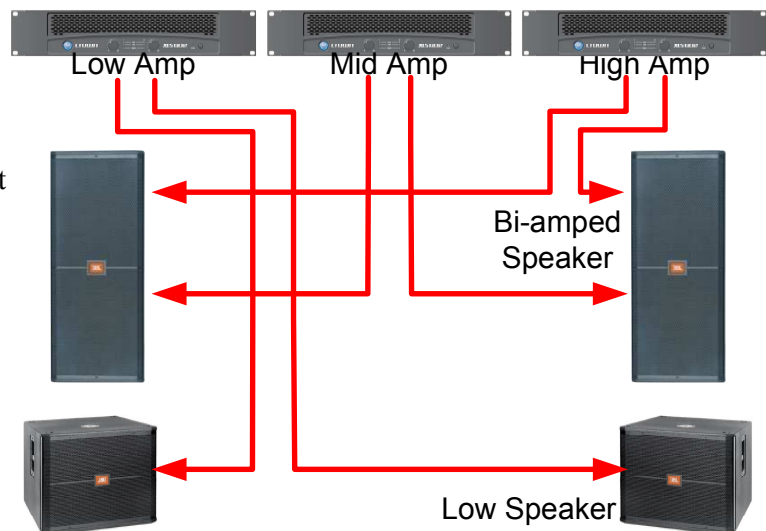 Low Amp
Mid Amp
High Amp
t
Bi-amped
Speaker
Low Speaker